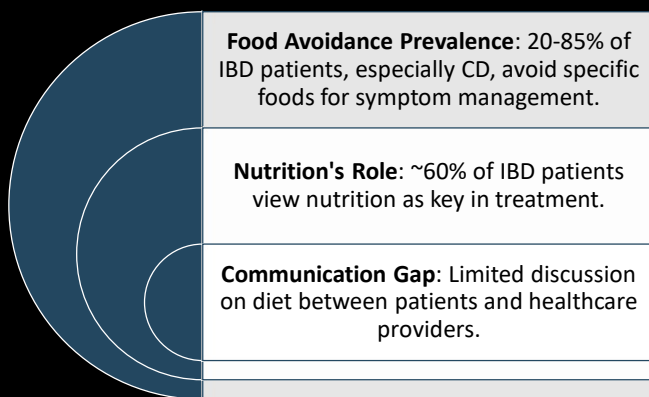 Food Avoidance Prevalence: 20-85% of
IBD patients, especially CD, avoid specific
foods for symptom management.
Nutrition's Role: ~60% of IBD patients
view nutrition as key in treatment.
Communication Gap: Limited discussion
on diet between patients and healthcare
providers.